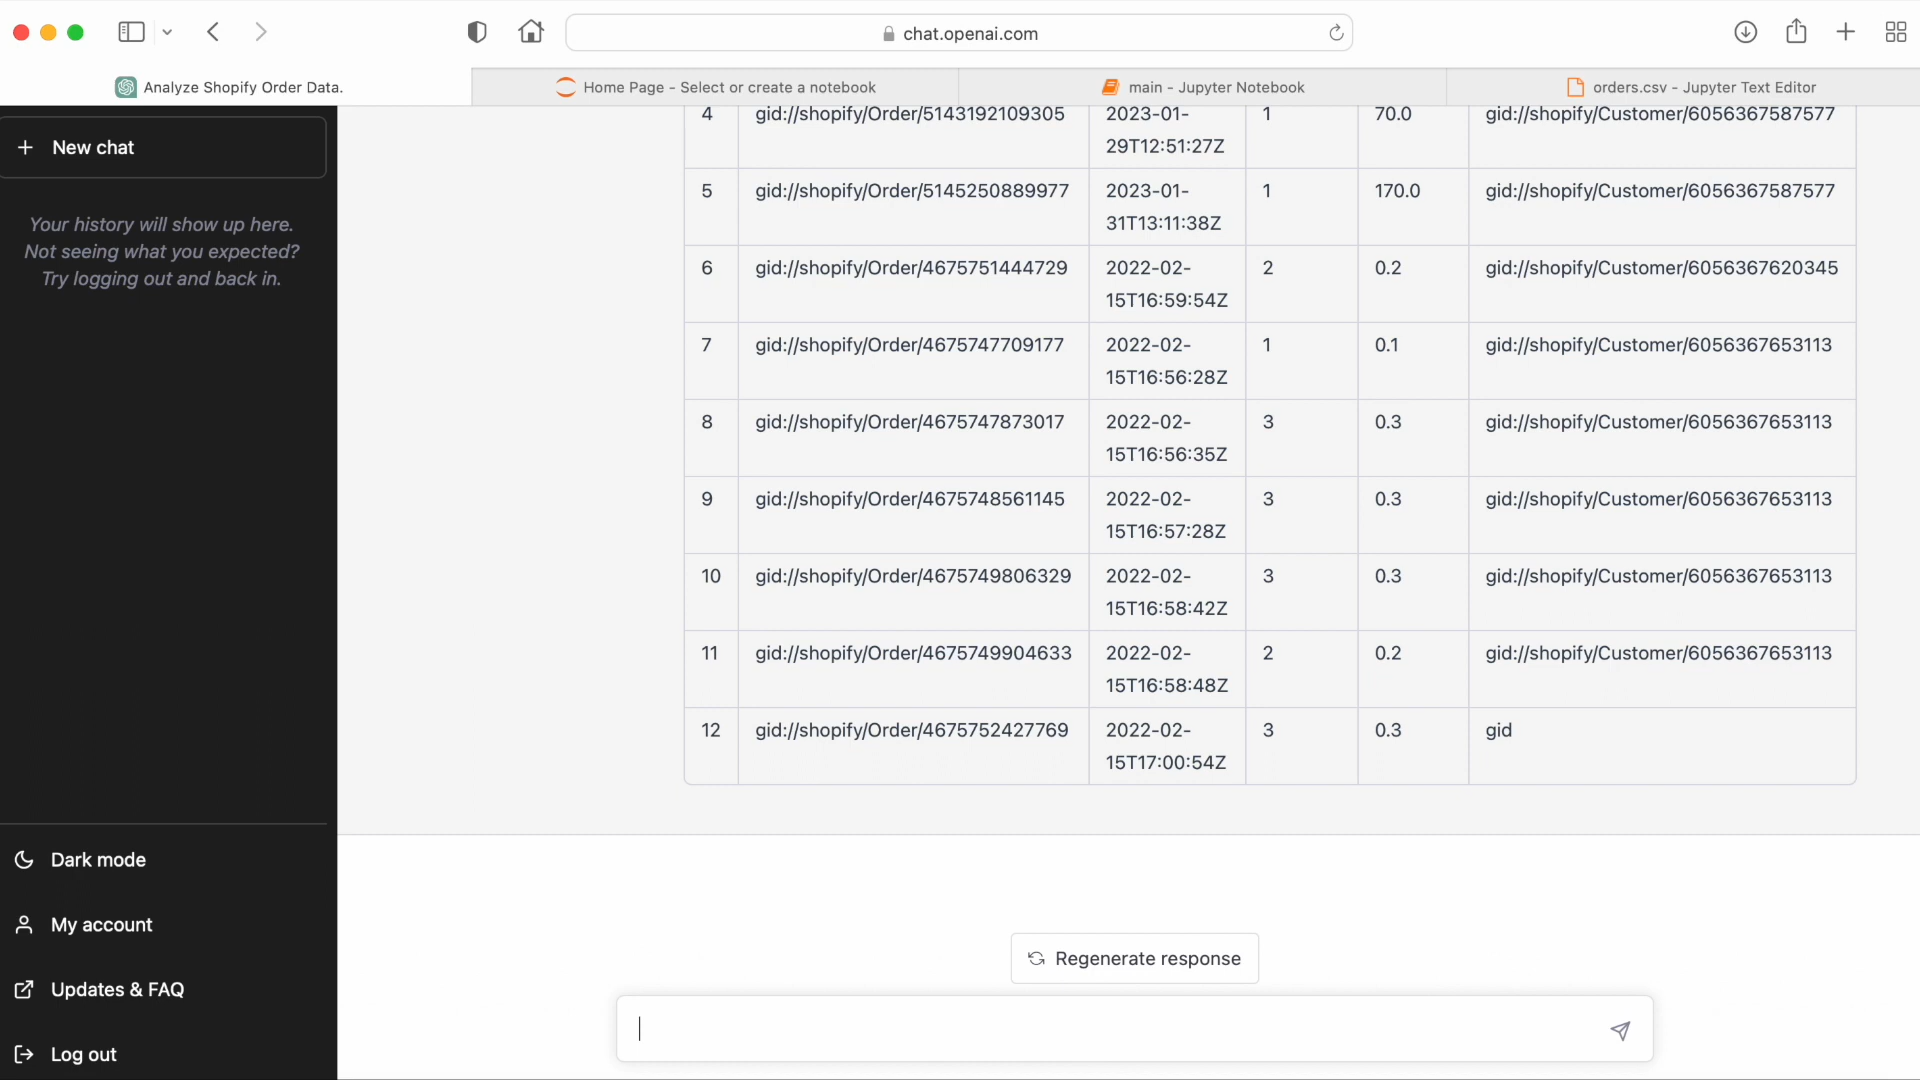 chat.openai.com
Analyze Shopify Order Data.
Home Page - Select or create a notebook
main - Jupyter Notebook
orders.csv - Jupyter Text Editor
New chat
Your history will show up here.
Not seeing what you expected?
Try logging out and back in.
Dark mode
My account
Updates & FAQ
Log out
4 gid://shopify/Order/5143192109305 2023-01- 1 70.0 gid://shopify/Customer/6056367587577
29T12:51:27Z
5 gid://shopify/Order/5145250889977 2023-01- 1 170.0 gid://shopify/Customer/6056367587577
31T13:11:38Z
6 gid://shopify/Order/4675751444729 2022-02- 2 0.2 gid://shopify/Customer/6056367620345
15T16:59:54Z
7 gid://shopify/Order/4675747709177 2022-02- 1 0.1 gid://shopify/Customer/6056367653113
15T16:56:28Z
8 gid://shopify/Order/4675747873017 2022-02- 3 0.3 gid://shopify/Customer/6056367653113
15T16:56:35Z
9 gid://shopify/Order/4675748561145 2022-02- 3 0.3 gid://shopify/Customer/6056367653113
15T16:57:28Z
10 gid://shopify/Order/4675749806329 2022-02- 3 0.3 gid://shopify/Customer/6056367653113
15T16:58:42Z
11 gid://shopify/Order/4675749904633 2022-02- 2 0.2 gid://shopify/Customer/6056367653113
15T16:58:48Z
12 gid://shopify/Order/4675752427769 2022-02- 3 0.3 gid
15T17:00:54Z
Regenerate response